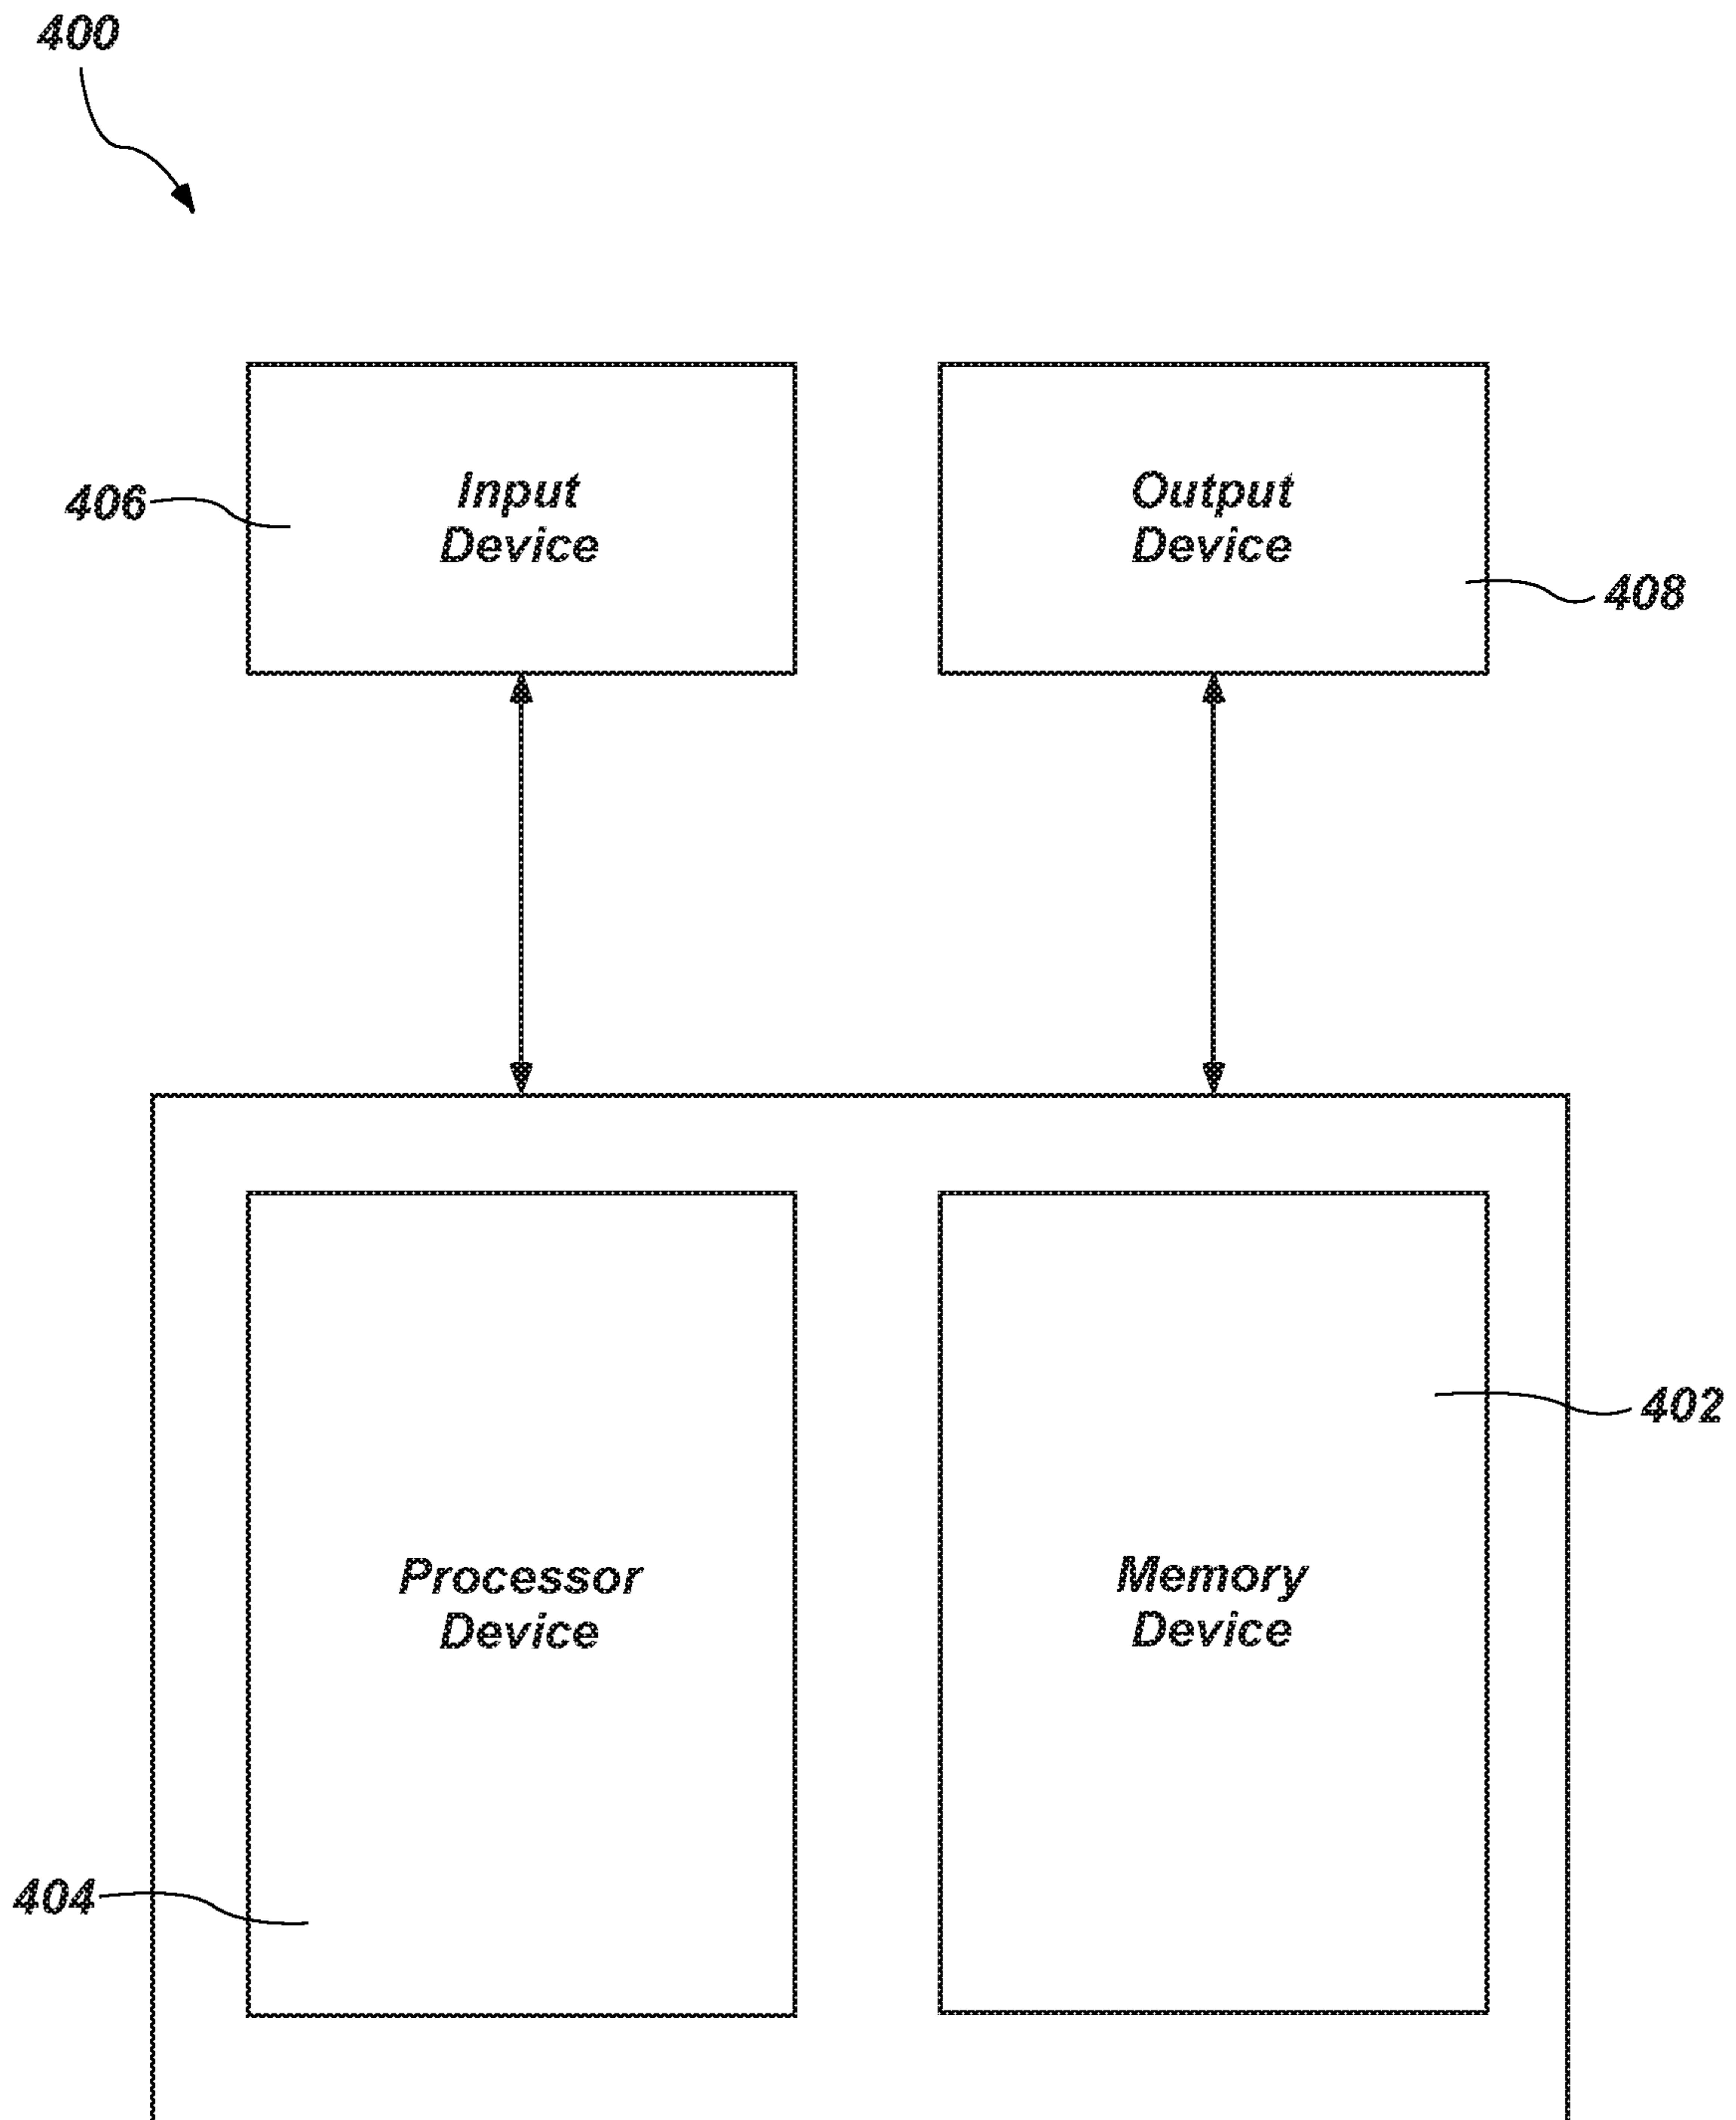 400
Input
Device
406
Output
Device
408
402
Processor
Device
Memory
Device
404